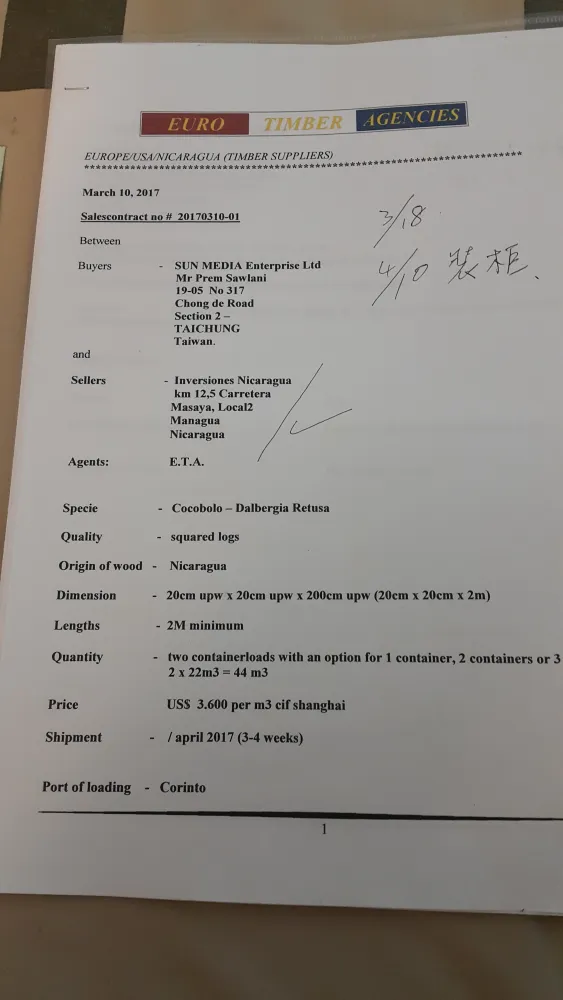 EURO TIMBER AGENCIES
EUROPE/USA/NICARAGUA (TIMBER SUPPLIERS)
********************************************************************************
March 10, 2017
3/18
Salescontract no # 20170310-01
Between
4/10 裝柜、
Buyers - SUN MEDIA Enterprise Ltd
Mr Prem Sawlani
19-05 No 317
Chong de Road
Section 2 –
TAICHUNG
Taiwan.
and
Sellers - Inversiones Nicaragua
km 12,5 Carretera
Masaya, Local2
Managua
Nicaragua
Agents: E.T.A.
Specie - Cocobolo – Dalbergia Retusa
Quality - squared logs
Origin of wood - Nicaragua
Dimension - 20cm upw x 20cm upw x 200cm upw (20cm x 20cm x 2m)
Lengths - 2M minimum
Quantity - two containerloads with an option for 1 container, 2 containers or 3
2 x 22m3 = 44 m3
Price US$ 3.600 per m3 cif shanghai
Shipment - / april 2017 (3-4 weeks)
Port of loading - Corinto
1